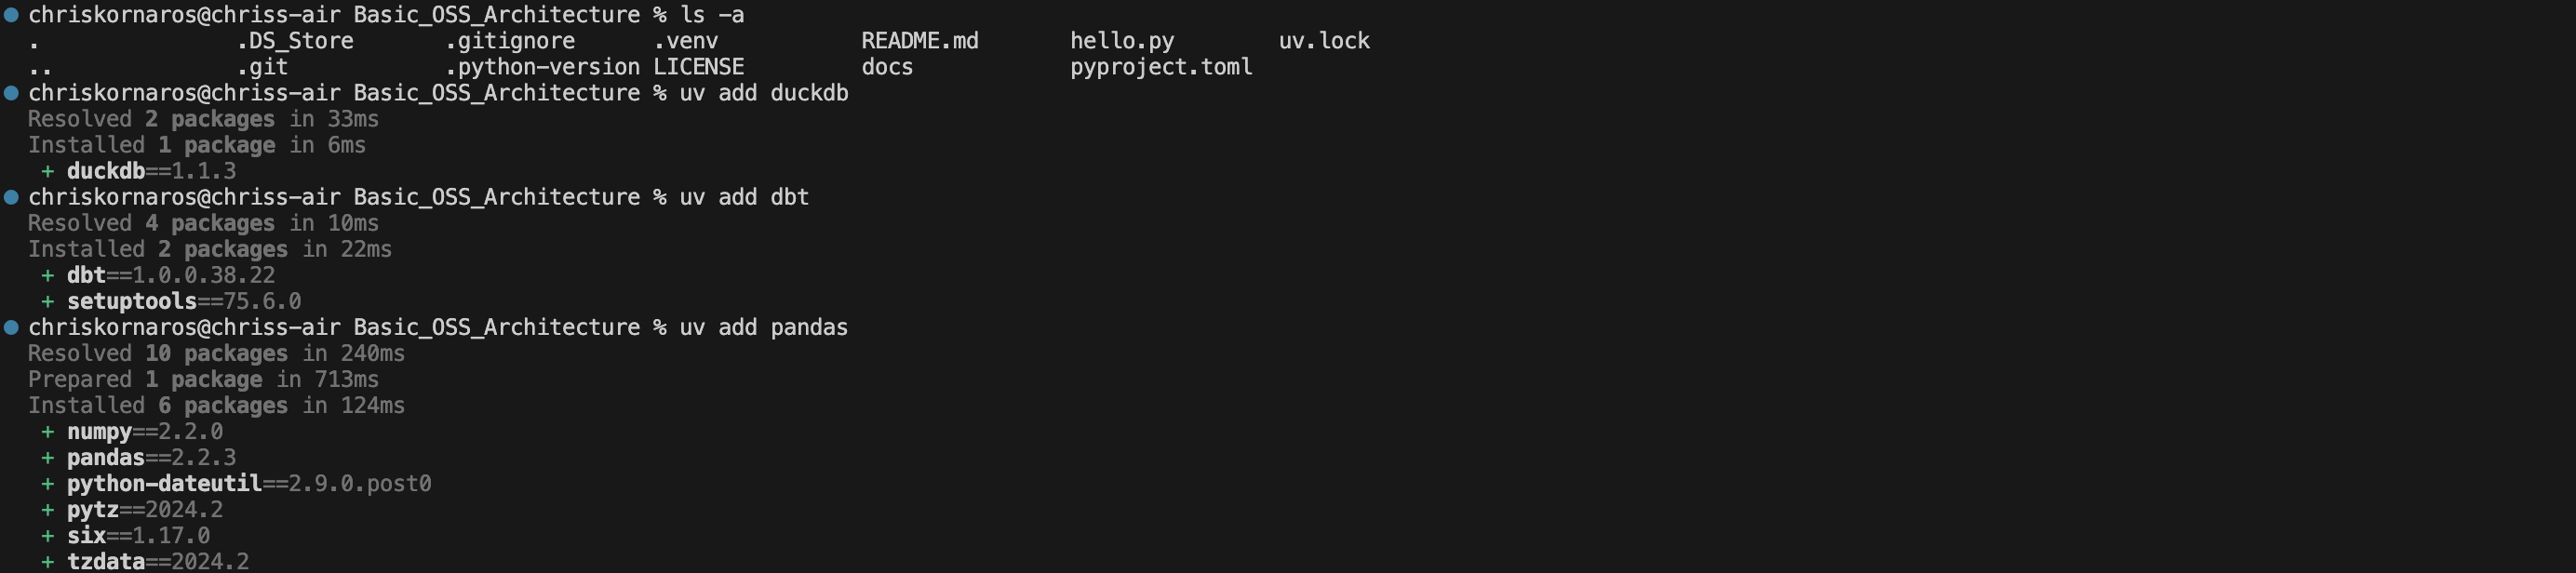 chriskornaros@chriss-air Basic_OSS_Architecture % ls -a
. .DS_Store .gitignore .venv README.md hello.py uv.lock
.. .git .python-version LICENSE docs pyproject.toml
chriskornaros@chriss-air Basic_OSS_Architecture % uv add duckdb
Resolved 2 packages in 33ms
Installed 1 package in 6ms
+ duckdb==1.1.3
chriskornaros@chriss-air Basic_OSS_Architecture % uv add dbt
Resolved 4 packages in 10ms
Installed 2 packages in 22ms
+ dbt==1.0.0.38.22
+ setuptools==75.6.0
chriskornaros@chriss-air Basic_OSS_Architecture % uv add pandas
Resolved 10 packages in 240ms
Prepared 1 package in 713ms
Installed 6 packages in 124ms
+ numpy==2.2.0
+ pandas==2.2.3
+ python-dateutil==2.9.0.post0
+ pytz==2024.2
+ six==1.17.0
+ tzdata==2024.2